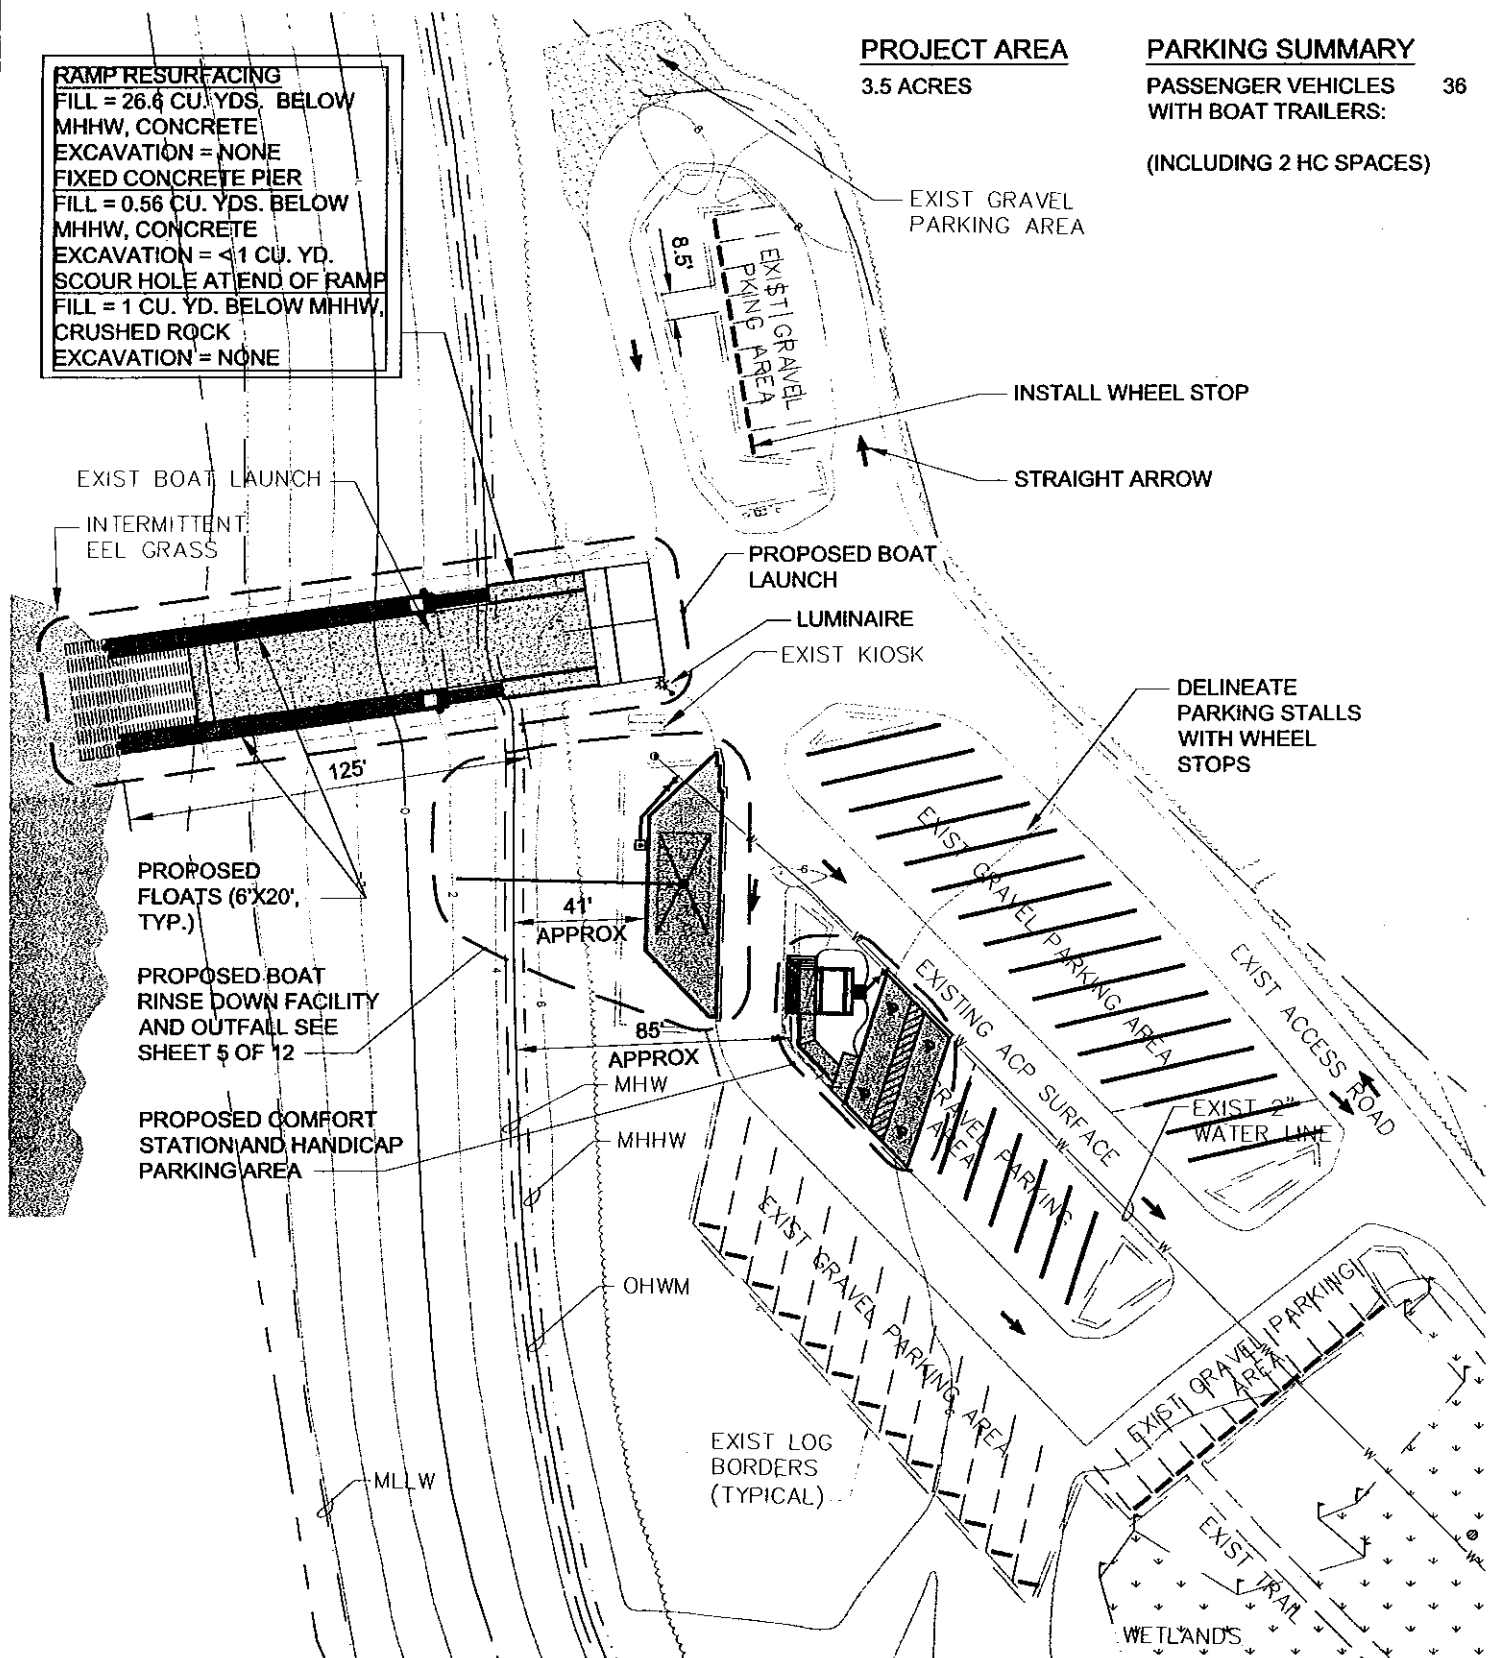 RAMP RESURFACING
FILL = 26.6 CU. YDS. BELOW
MHHW, CONCRETE
EXCAVATION = NONE
FIXED CONCRETE PIER
FILL = 0.56 CU. YDS. BELOW
MHHW, CONCRETE
EXCAVATION = <1 CU. YD.
SCOUR HOLE AT END OF RAMP
FILL = 1 CU. YD. BELOW MHHW,
CRUSHED ROCK
EXCAVATION = NONE
PROJECT AREA
3.5 ACRES
PARKING SUMMARY
PASSENGER VEHICLES 36
WITH BOAT TRAILERS:
(INCLUDING 2 HC SPACES)
EXIST GRAVEL
PARKING AREA
8
8
8.5'
EXIST GRAVEL
PKING AREA
INSTALL WHEEL STOP
STRAIGHT ARROW
8
EXIST BOAT LAUNCH
INTERMITTENT
EEL GRASS
PROPOSED BOAT
LAUNCH
LUMINAIRE
EXIST KIOSK
DELINEATE
PARKING STALLS
WITH WHEEL
STOPS
125'
0
PROPOSED
FLOATS (6'X20',
TYP.)
2
41'
APPROX
4
6
6
W
W
PROPOSED BOAT
RINSE DOWN FACILITY
AND OUTFALL SEE
SHEET 5 OF 12
85'
APPROX
EXIST GRAVEL PARKING AREA
EXIST ACCESS ROAD
EXISTING ACP SURFACE
W
W
MHW
MHHW
PROPOSED COMFORT
STATION AND HANDICAP
PARKING AREA
GRAVEL PARKING
AREA
EXIST 2"
WATER LINE
W
EXIST GRAVEL PARKING AREA
OHWM
EXIST GRAVEL PARKING
AREA
W
EXIST LOG
BORDERS
(TYPICAL)
MLLW
W
EXIST TRAIL
W
WETLANDS